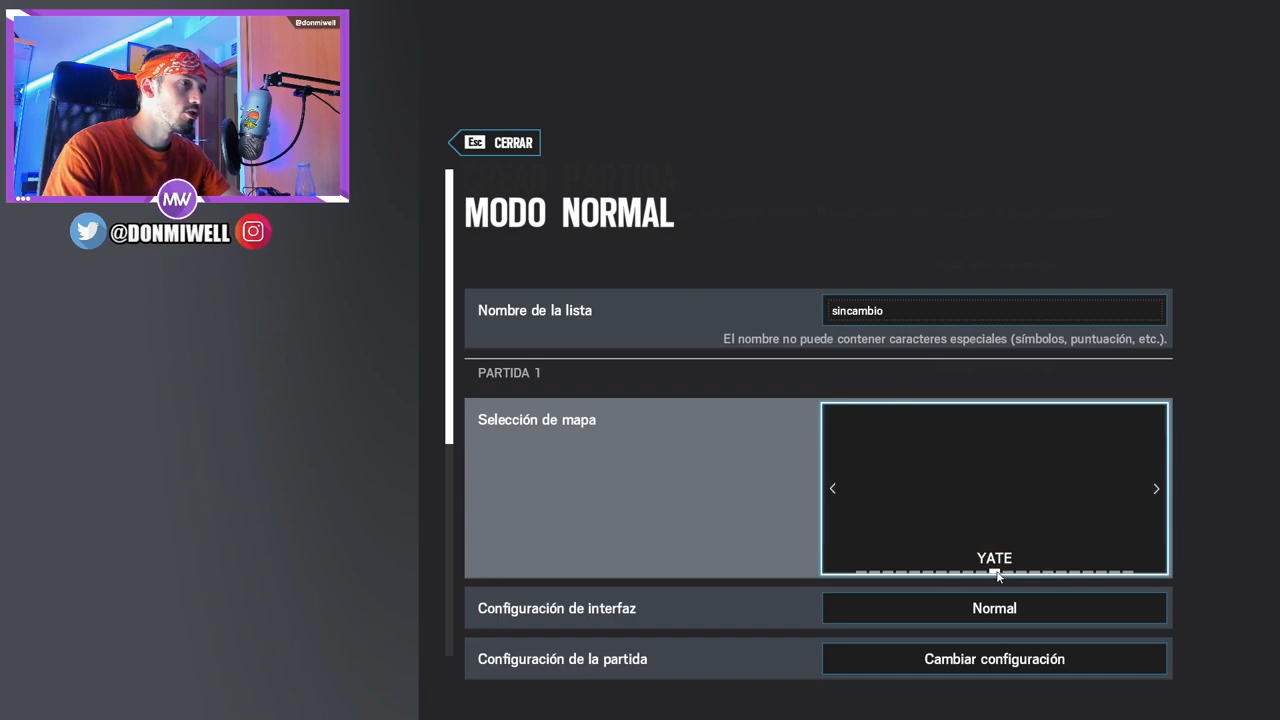 @donmiwell
MW
@DONMIWELL
Esc CERRAR
CREAR PARTIDA
MODO NORMAL
Nombre de la lista
sincambio
El nombre no puede contener caracteres especiales (símbolos, puntuación, etc.).
PARTIDA 1
Selección de mapa
YATE
Configuración de interfaz
Normal
Configuración de la partida
Cambiar configuración